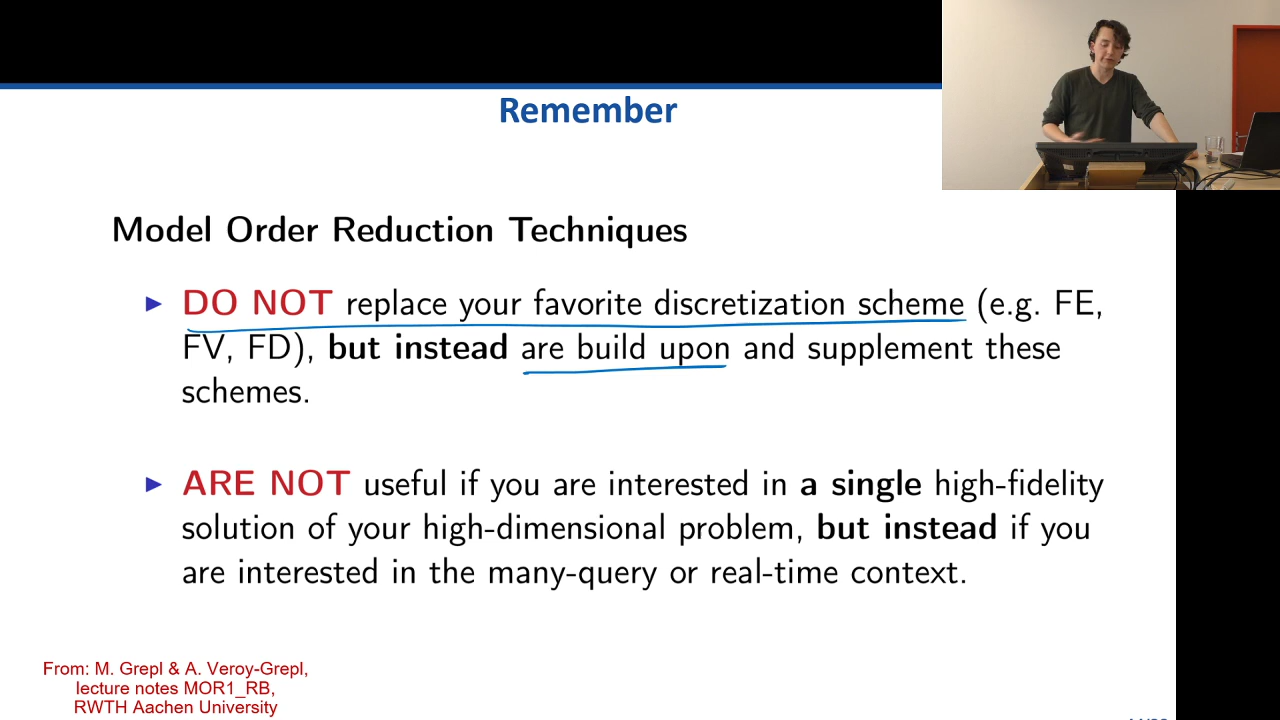 Remember
Model Order Reduction Techniques
DO NOT replace your favorite discretization scheme (e.g. FE,
FV, FD), but instead are build upon and supplement these
schemes.
ARE NOT useful if you are interested in a single high-fidelity
solution of your high-dimensional problem, but instead if you
are interested in the many-query or real-time context.
From: M. Grepl & A. Veroy-Grepl,
lecture notes MOR1_RB,
RWTH Aachen University